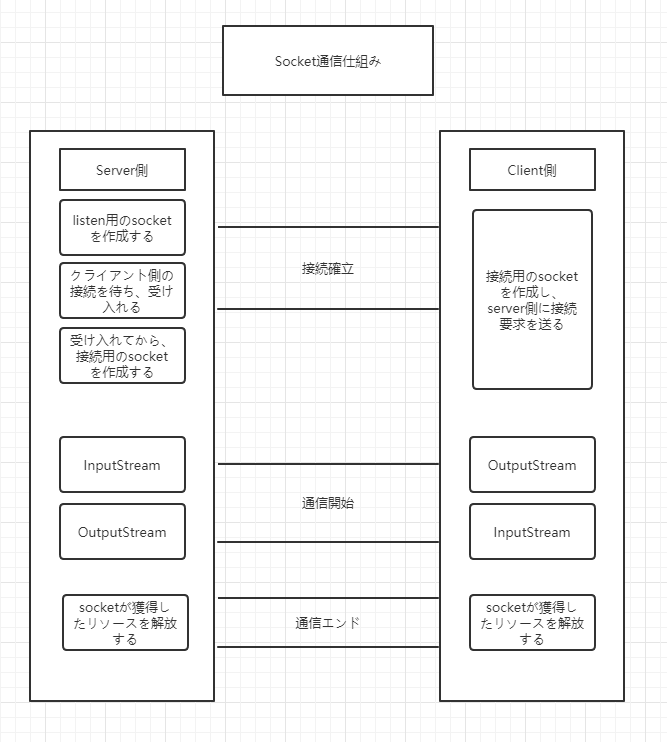 Socket通信仕組み
Server側
Client側
listen用のsocket
を作成する
クライアント側の
接続を待ち、受け
入れる
受け入れてから、
接続用のsocket
を作成する
接続確立
接続用のsocket
を作成し、
server側に接続
要求を送る
InputStream
OutputStream
通信開始
OutputStream
InputStream
socketが獲得し
たリソースを解放
する
通信エンド
socketが獲得し
たリソースを解放
する